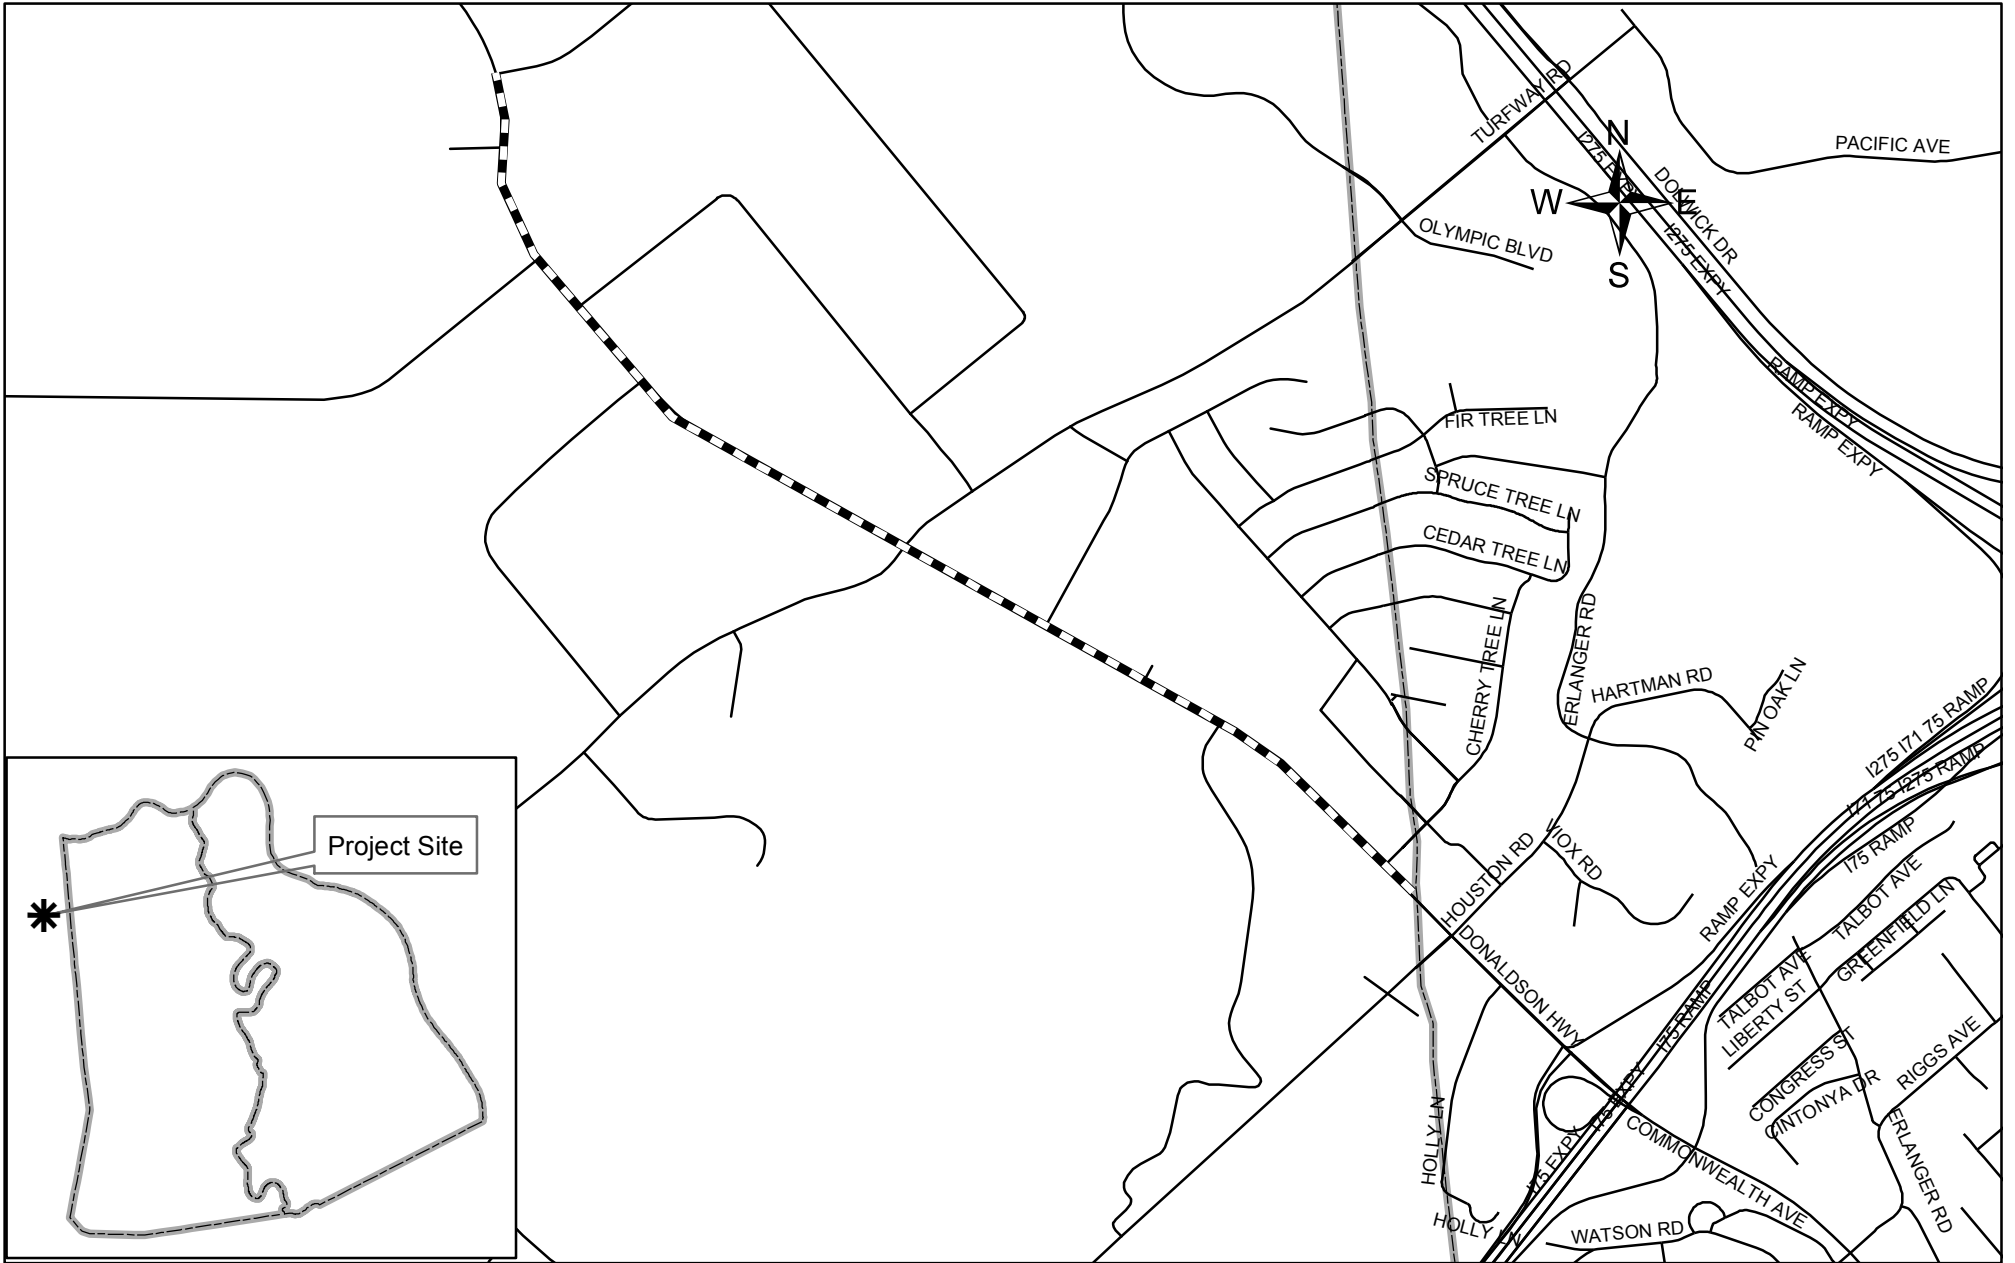 TURFWAY RD
N
PACIFIC AVE
I275 EXPY
DOLWICK DR
W
E
OLYMPIC BLVD
I275 EXPY
S
RAMP EXPY
RAMP EXPY
FIR TREE LN
SPRUCE TREE LN
CEDAR TREE LN
CHERRY TREE LN
ERLANGER RD
HARTMAN RD
PIN OAK LN
I275 I71 75 RAMP
I71 75 I275 RAMP
Project Site
HOUSTON RD
VIOX RD
I75 RAMP
RAMP EXPY
TALBOT AVE
GREENFIELD LN
DONALDSON HWY
TALBOT AVE
LIBERTY ST
I75 RAMP
CONGRESS ST
RIGGS AVE
CINTONYA DR
I75 EXPY
HOLLY LN
I75 EXPY
COMMONWEALTH AVE
ERLANGER RD
HOLLY LN
WATSON RD